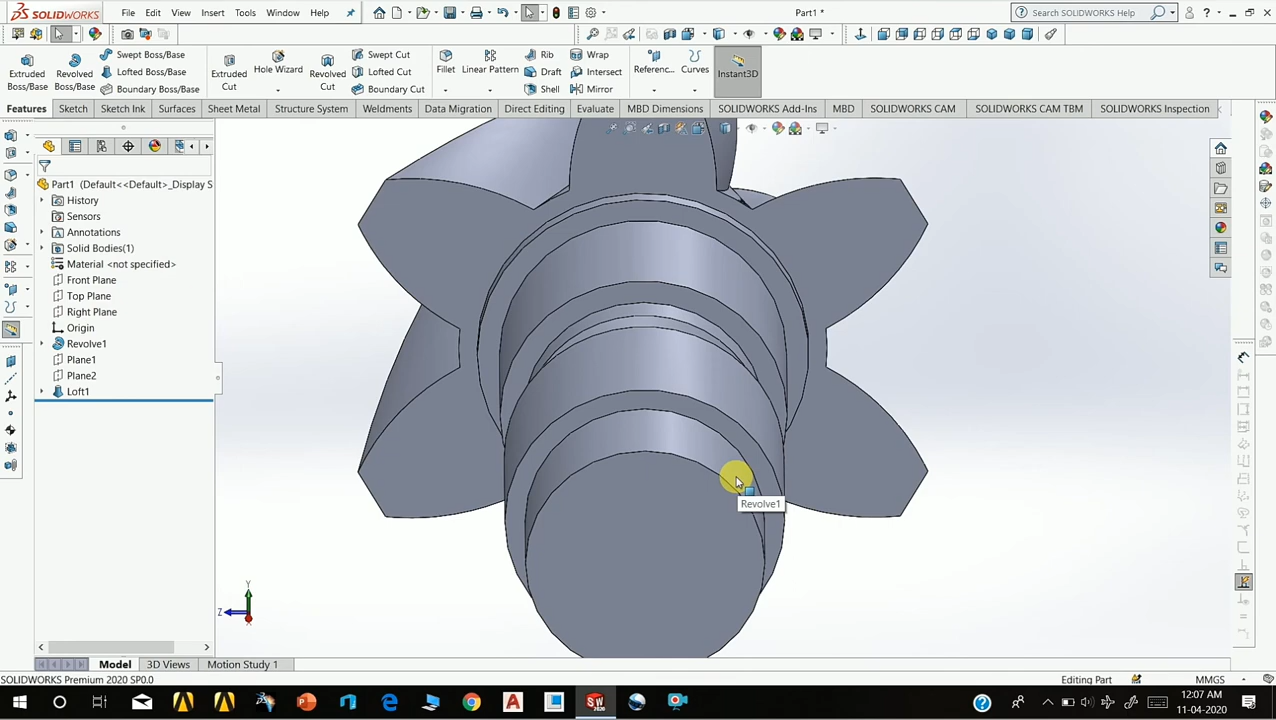 SOLIDWORKS File Edit View Insert Tools Window Help Part1 * Search SOLIDWORKS Help
Extruded Boss/Base
Revolved Boss/Base
Swept Boss/Base
Lofted Boss/Base
Boundary Boss/Base
Extruded Cut
Hole Wizard
Revolved Cut
Swept Cut
Lofted Cut
Boundary Cut
Fillet
Linear Pattern
Rib
Draft
Shell
Wrap
Intersect
Mirror
Referenc...
Curves
Instant3D
Features Sketch Sketch Ink Surfaces Sheet Metal Structure System Weldments Data Migration Direct Editing Evaluate MBD Dimensions SOLIDWORKS Add-Ins MBD SOLIDWORKS CAM SOLIDWORKS CAM TBM SOLIDWORKS Inspection
Part1 (Default<<Default>_Display S
History
Sensors
Annotations
Solid Bodies(1)
Material <not specified>
Front Plane
Top Plane
Right Plane
Origin
Revolve1
Plane1
Plane2
Loft1
Revolve1
Y
Z
X
Model 3D Views Motion Study 1
SOLIDWORKS Premium 2020 SP0.0 Editing Part MMGS
12:07 AM
11-04-2020